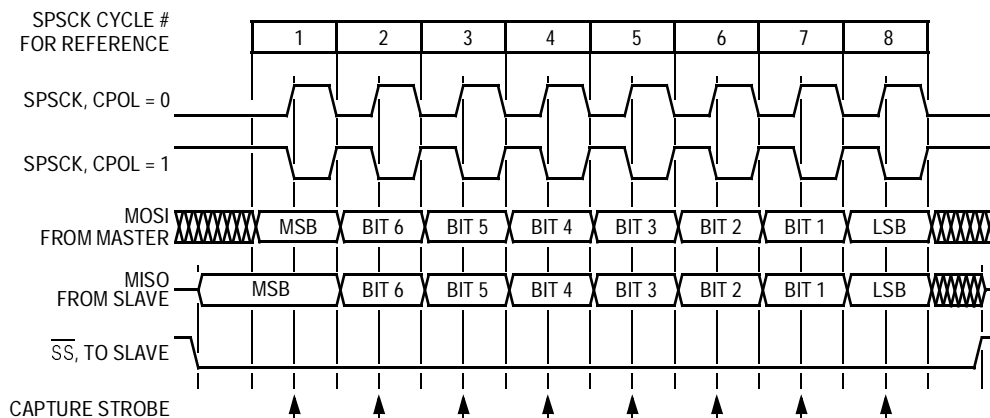 SPSCK CYCLE #
FOR REFERENCE
1 2 3 4 5 6 7 8
SPSCK, CPOL = 0
SPSCK, CPOL = 1
MOSI
FROM MASTER
MSB BIT 6 BIT 5 BIT 4 BIT 3 BIT 2 BIT 1 LSB
MISO
FROM SLAVE
MSB BIT 6 BIT 5 BIT 4 BIT 3 BIT 2 BIT 1 LSB
S̅S̅, TO SLAVE
CAPTURE STROBE